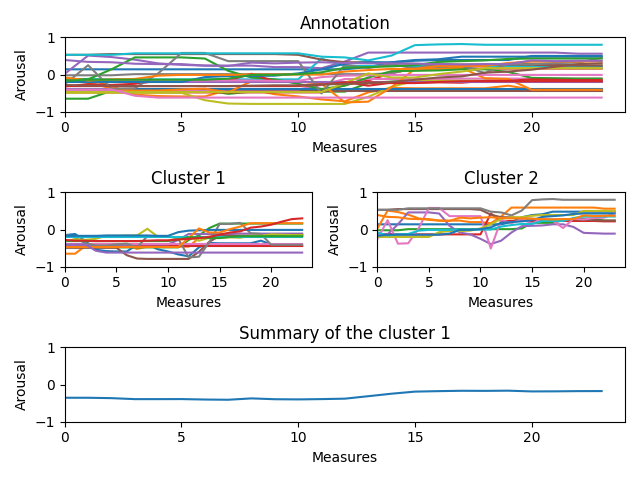 Annotation
1
0
−1
Arousal
0 5 10 15 20
Measures
Cluster 1 Cluster 2
1 1
0 0
−1 −1
Arousal Arousal
0 5 10 15 20 0 5 10 15 20
Measures Measures
Summary of the cluster 1
1
0
−1
Arousal
0 5 10 15 20
Measures